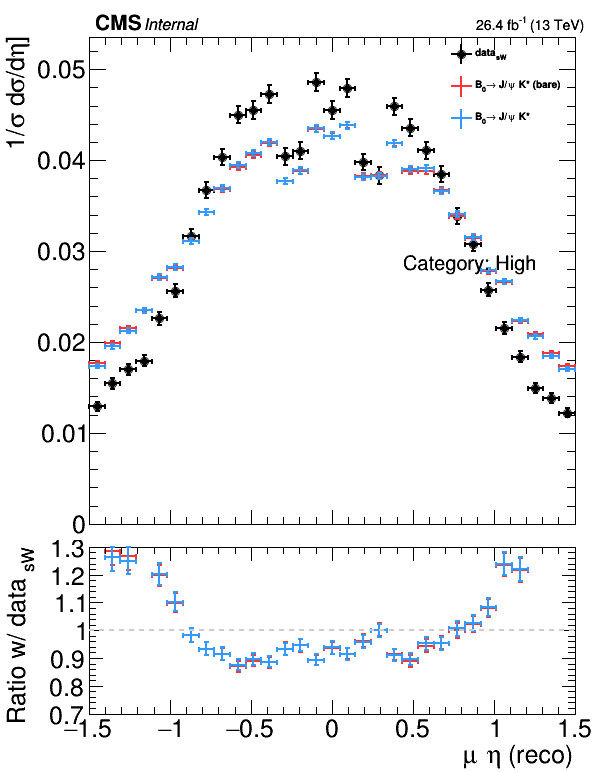 CMS Internal 26.4 fb⁻¹ (13 TeV)
1/σ dσ/dη]
data_sW
B₀→ J/ψ K* (bare)
B₀→ J/ψ K*
Category: High
0.05
0.04
0.03
0.02
0.01
0
Ratio w/ data sW
1.3
1.2
1.1
1
0.9
0.8
0.7
−1.5 −1 −0.5 0 0.5 1 1.5
μ η (reco)